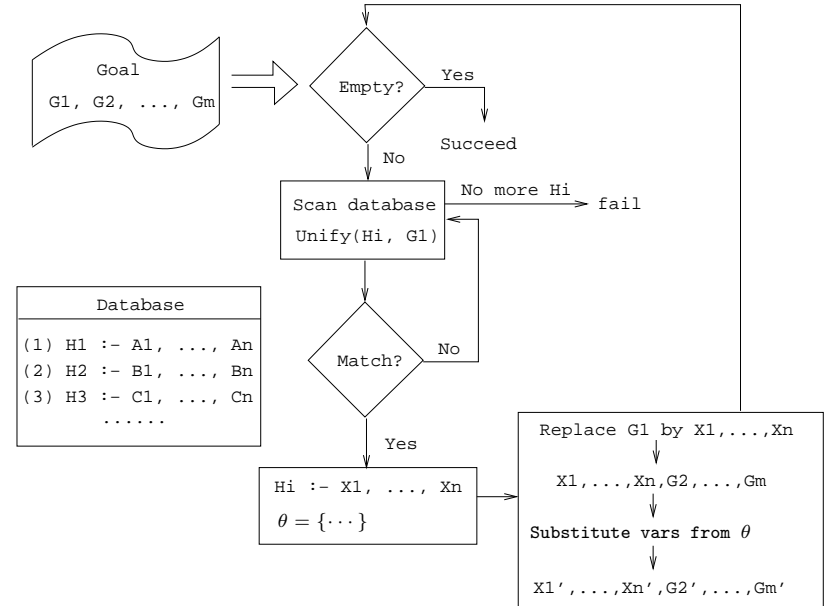 Goal
G1, G2, ..., Gm
Empty?
Yes
Succeed
No
Scan database
Unify(Hi, G1)
No more Hi
fail
Database
(1) H1 :- A1, ..., An
(2) H2 :- B1, ..., Bn
(3) H3 :- C1, ..., Cn
......
Match?
No
Yes
Hi :- X1, ..., Xn
θ = {···}
Replace G1 by X1,...,Xn
X1,...,Xn,G2,...,Gm
Substitute vars from θ
X1',...,Xn',G2',...,Gm'